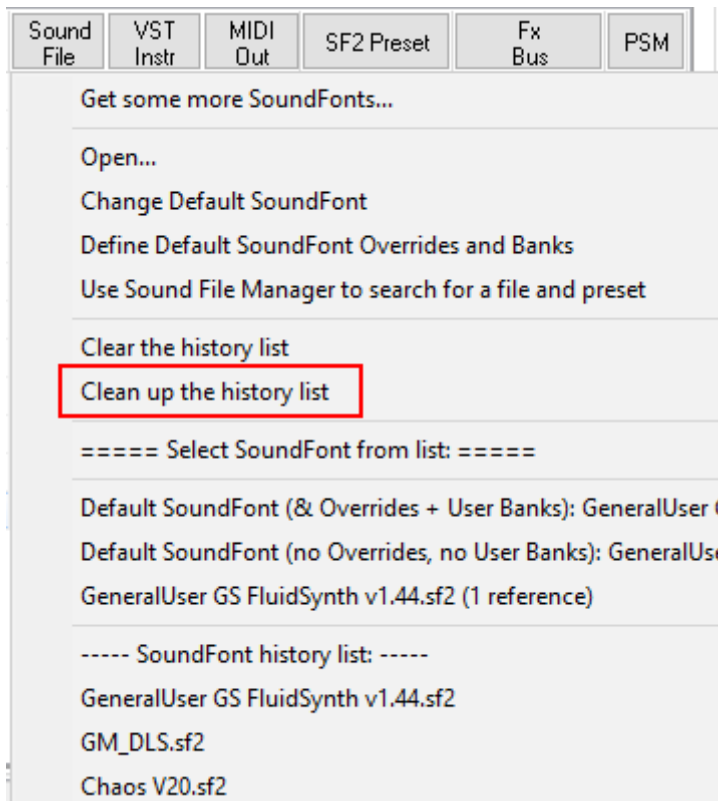 Sound File
VST Instr
MIDI Out
SF2 Preset
Fx Bus
PSM
Get some more SoundFonts...
Open...
Change Default SoundFont
Define Default SoundFont Overrides and Banks
Use Sound File Manager to search for a file and preset
Clear the history list
Clean up the history list
===== Select SoundFont from list: =====
Default SoundFont (& Overrides + User Banks): GeneralUser
Default SoundFont (no Overrides, no User Banks): GeneralUse
GeneralUser GS FluidSynth v1.44.sf2 (1 reference)
----- SoundFont history list: -----
GeneralUser GS FluidSynth v1.44.sf2
GM_DLS.sf2
Chaos V20.sf2